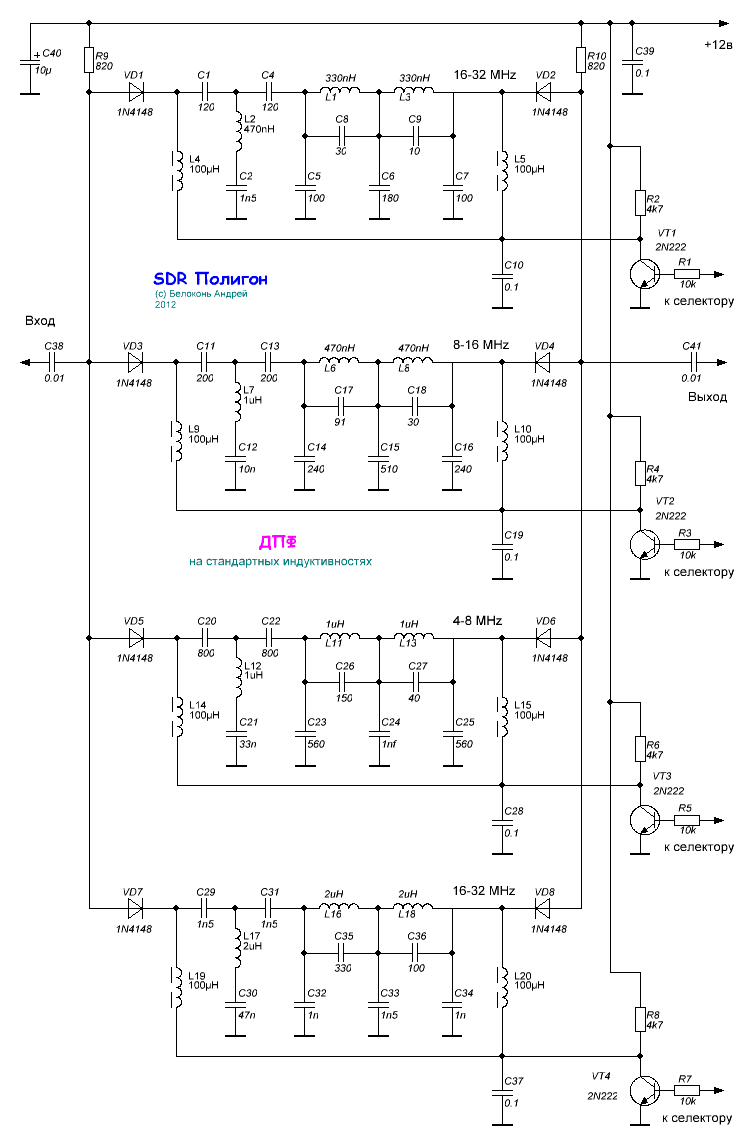 C40
10µ
R9
820
VD1
1N4148
C1
120
C4
120
330nH
L1
330nH
L3
16-32 MHz
VD2
1N4148
R10
820
C39
0.1
+12в
L2
470nH
C8
30
C9
10
L4
100µH
C2
1n5
C5
100
C6
180
C7
100
L5
100µH
R2
4k7
VT1
2N222
R1
10k
к селектору
C10
0.1
SDR Полигон
(c) Белоконь Андрей
2012
Вход
C38
0.01
VD3
1N4148
C11
200
C13
200
470nH
L6
470nH
L8
8-16 MHz
VD4
1N4148
C41
0.01
Выход
L7
1uH
C17
91
C18
30
L9
100µH
C12
10n
C14
240
C15
510
C16
240
L10
100µH
R4
4k7
VT2
2N222
R3
10k
к селектору
C19
0.1
ДПФ
на стандартных индуктивностях
VD5
1N4148
C20
800
C22
800
1uH
L11
1uH
L13
4-8 MHz
VD6
1N4148
L12
1uH
C26
150
C27
40
L14
100µH
C21
33n
C23
560
C24
1nf
C25
560
L15
100µH
R6
4k7
VT3
2N222
R5
10k
к селектору
C28
0.1
VD7
1N4148
C29
1n5
C31
1n5
2uH
L16
2uH
L18
16-32 MHz
VD8
1N4148
L17
2uH
C35
330
C36
100
L19
100µH
C30
47n
C32
1n
C33
1n5
C34
1n
L20
100µH
R8
4k7
VT4
2N222
R7
10k
к селектору
C37
0.1